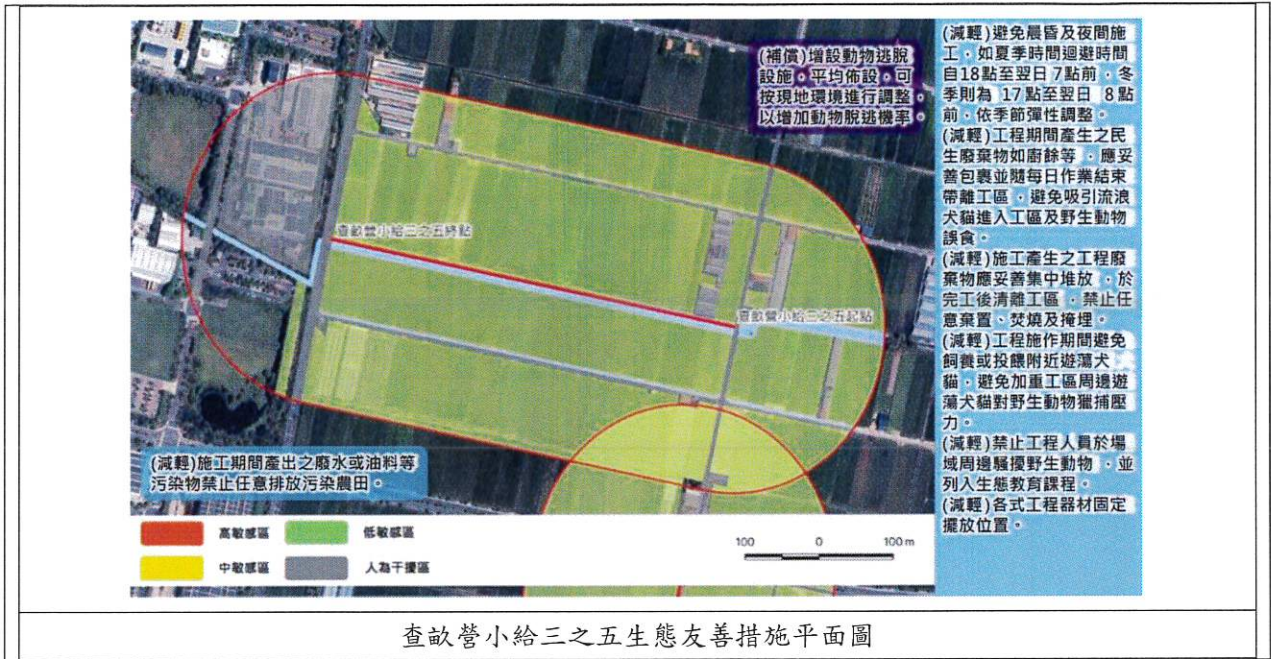 (補償)增設動物逃脫
設施，平均佈設，可
按現地環境進行調整，
以增加動物脫逃機率。
(減輕)避免晨昏及夜間施
工，如夏季時間迴避時間
自18點至翌日7點前，冬
季則為 17點至翌日 8點
前，依季節彈性調整。
(減輕)工程期間產生之民
生廢棄物如廚餘等，應妥
善包裹並隨每日作業結束
帶離工區，避免吸引流浪
犬貓進入工區及野生動物
誤食。
(減輕)施工產生之工程廢
棄物應妥善集中堆放，於
完工後清離工區，禁止任
意棄置、焚燒及掩埋。
(減輕)工程施作期間避免
飼養或投餵附近遊蕩犬
貓，避免加重工區周邊遊
蕩犬貓對野生動物獵捕壓
力。
(減輕)禁止工程人員於場
域周邊騷擾野生動物，並
列入生態教育課程。
(減輕)各式工程器材固定
擺放位置。
查畝營小給三之五終點
查畝營小給三之五起點
(減輕)施工期間產出之廢水或油料等
污染物禁止任意排放污染農田。
高敏感區
低敏感區
中敏感區
人為干擾區
100 0 100 m
查畝營小給三之五生態友善措施平面圖